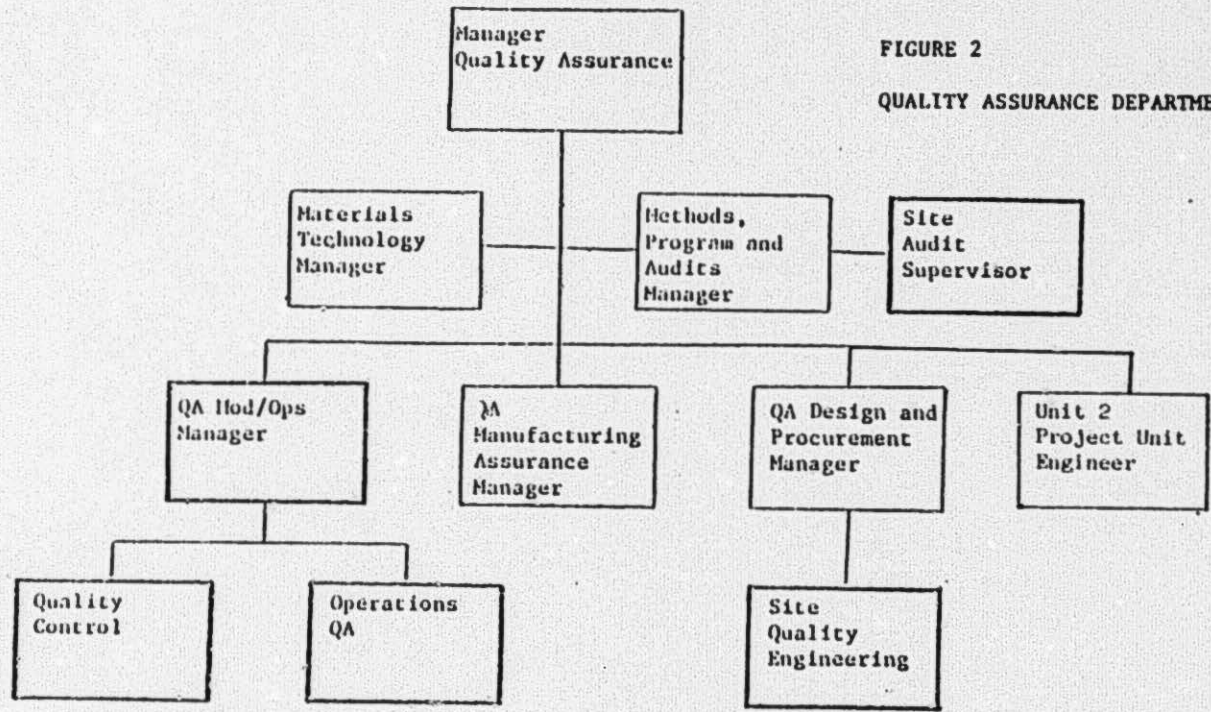 Manager
Quality Assurance
FIGURE 2
QUALITY ASSURANCE DEPARTME
Materials
Technology
Manager
Methods,
Program and
Audits
Manager
Site
Audit
Supervisor
QA Mod/Ops
Manager
QA
Manufacturing
Assurance
Manager
QA Design and
Procurement
Manager
Unit 2
Project Unit
Engineer
Quality
Control
Operations
QA
Site
Quality
Engineering